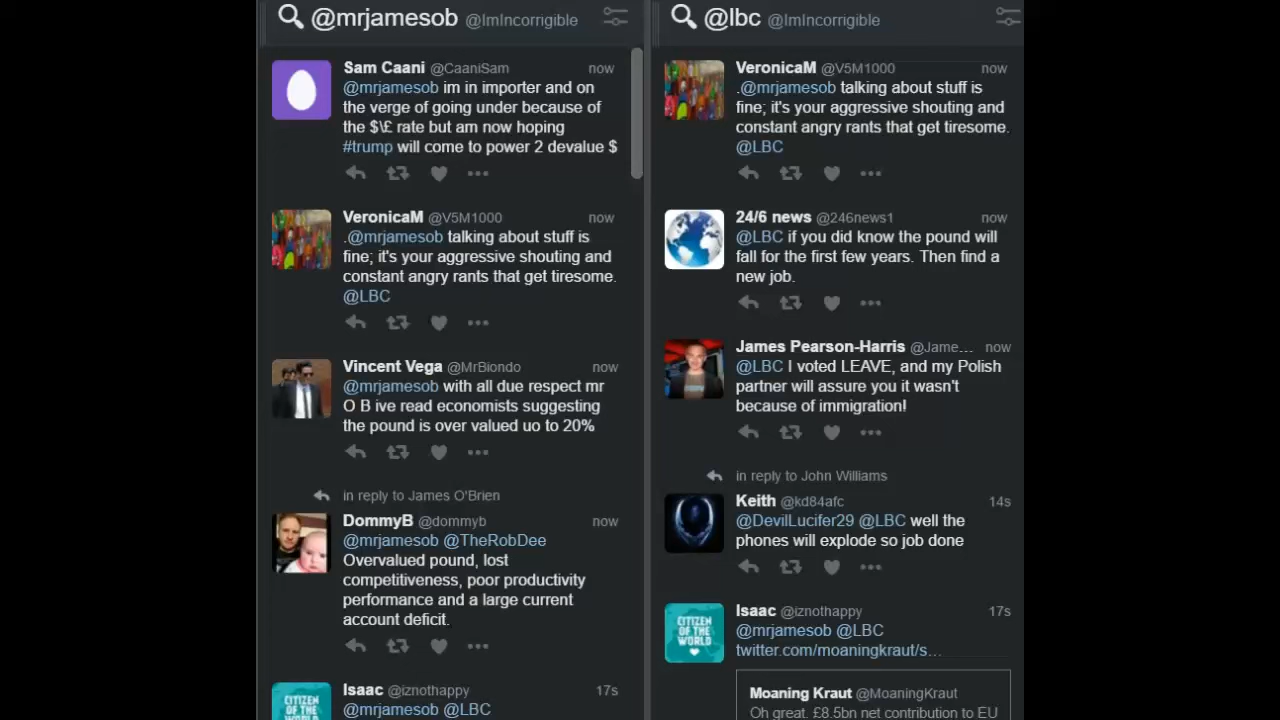 @mrjamesob @ImIncorrigible
Sam Caani @CaaniSam now
@mrjamesob im in importer and on
the verge of going under because of
the $\£ rate but am now hoping
#trump will come to power 2 devalue $
VeronicaM @V5M1000 now
.@mrjamesob talking about stuff is
fine; it's your aggressive shouting and
constant angry rants that get tiresome.
@LBC
Vincent Vega @MrBiondo now
@mrjamesob with all due respect mr
O B ive read economists suggesting
the pound is over valued uo to 20%
in reply to James O'Brien
DommyB @dommyb now
@mrjamesob @TheRobDee
Overvalued pound, lost
competitiveness, poor productivity
performance and a large current
account deficit.
CITIZEN
OF THE
Isaac @iznothappy 17s
@mrjamesob @LBC
@lbc @ImIncorrigible
VeronicaM @V5M1000 now
.@mrjamesob talking about stuff is
fine; it's your aggressive shouting and
constant angry rants that get tiresome.
@LBC
24/6 news @246news1 now
@LBC if you did know the pound will
fall for the first few years. Then find a
new job.
James Pearson-Harris @Jame... now
@LBC I voted LEAVE, and my Polish
partner will assure you it wasn't
because of immigration!
in reply to John Williams
Keith @kd84afc 14s
@DevilLucifer29 @LBC well the
phones will explode so job done
CITIZEN
OF THE
WORLD
Isaac @iznothappy 17s
@mrjamesob @LBC
twitter.com/moaningkraut/s...
Moaning Kraut @MoaningKraut
Oh great. £8.5bn net contribution to EU